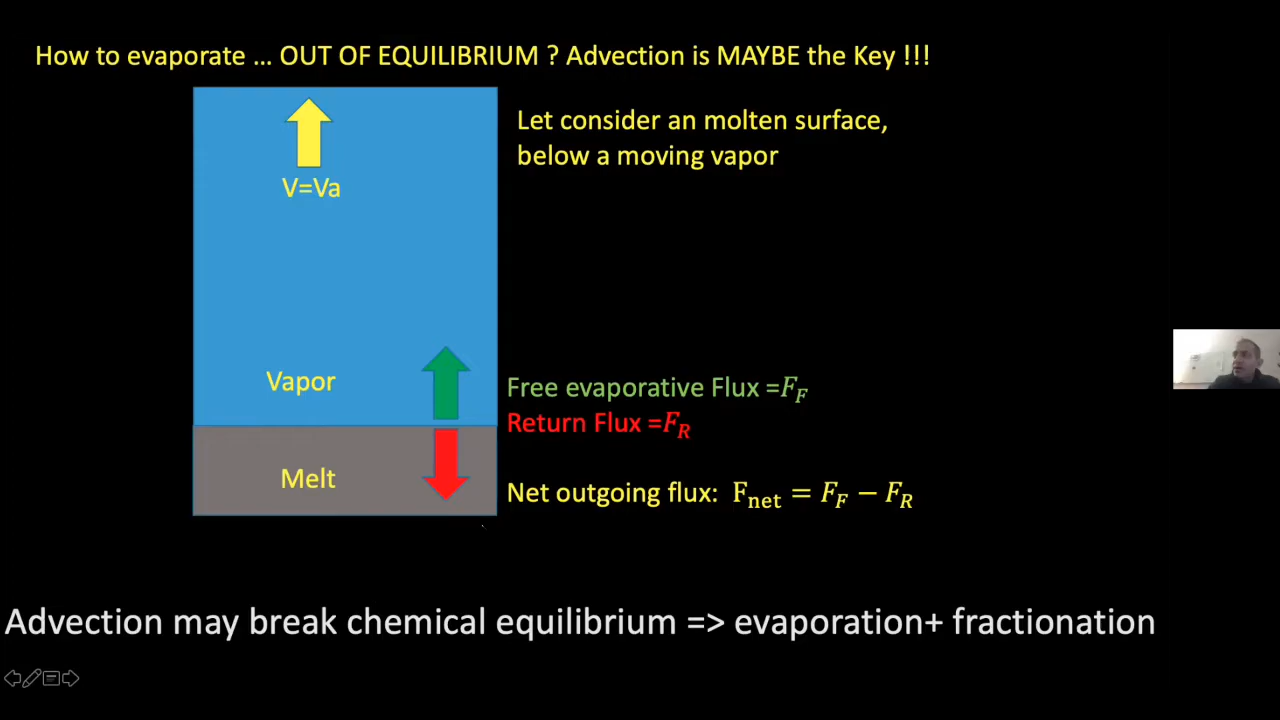 How to evaporate … OUT OF EQUILIBRIUM ? Advection is MAYBE the Key !!!
Let consider an molten surface,
below a moving vapor
V=Va
Vapor
Free evaporative Flux =F_F
Return Flux =F_R
Melt
Net outgoing flux: F_net = F_F − F_R
Advection may break chemical equilibrium => evaporation+ fractionation